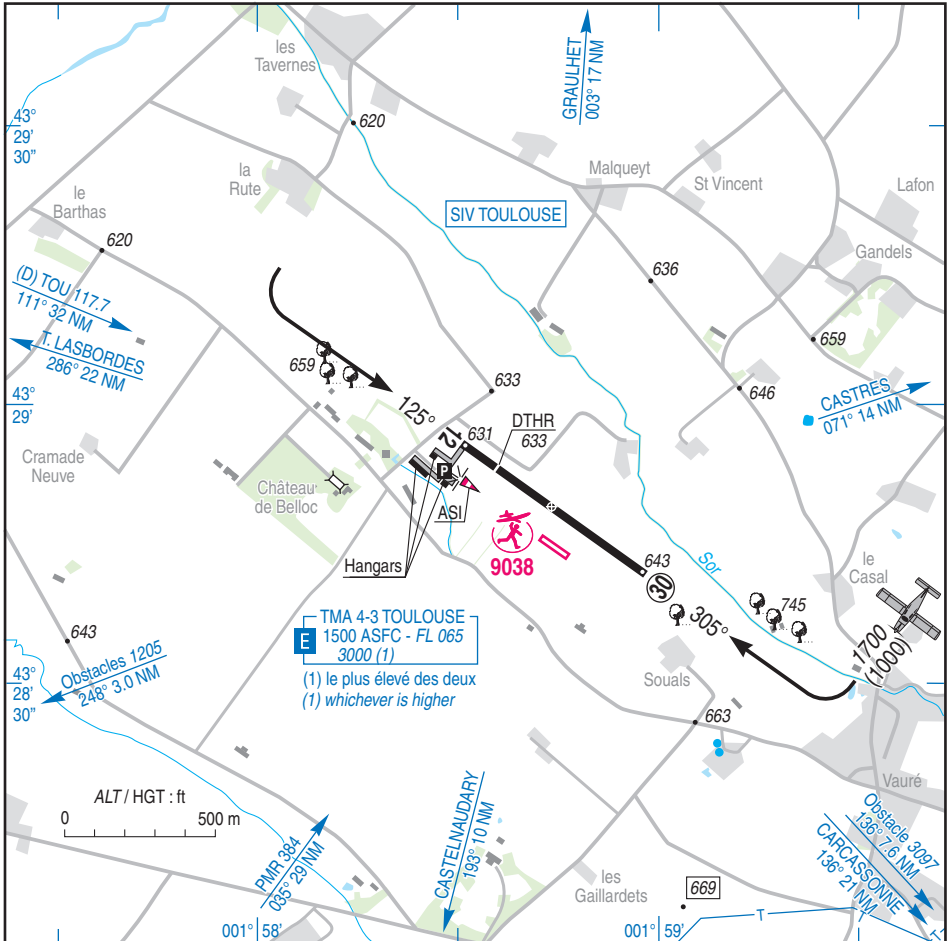 les
Tavernes
GRAULHET
003° 17 NM
43°
29'
30"
620
Malqueyt
St Vincent
la
Rute
Lafon
le
Barthas
SIV TOULOUSE
620
Gandels
636
(D) TOU 117.7
111° 32 NM
T. LASBORDES
286° 22 NM
659
659
633
646
CASTRES
071° 14 NM
43°
29'
125°
12
631
DTHR
633
Cramade
Neuve
P
Château
de Belloc
ASI
9038
Hangars
643
30
Sor
le
Casal
745
305°
1700
(1000)
TMA 4-3 TOULOUSE
E
1500 ASFC - FL 065
3000 (1)
(1) le plus élevé des deux
(1) whichever is higher
643
Obstacles 1205
248° 3.0 NM
43°
28'
30"
Souals
663
Vauré
ALT / HGT : ft
0 500 m
PMR 384
035° 29 NM
CASTELNAUDARY
193° 10 NM
Obstacle 3097
136° 7.6 NM
CARCASSONNE
136° 21 NM
les
Gaillardets
669
T
T
001° 58'
001° 59'